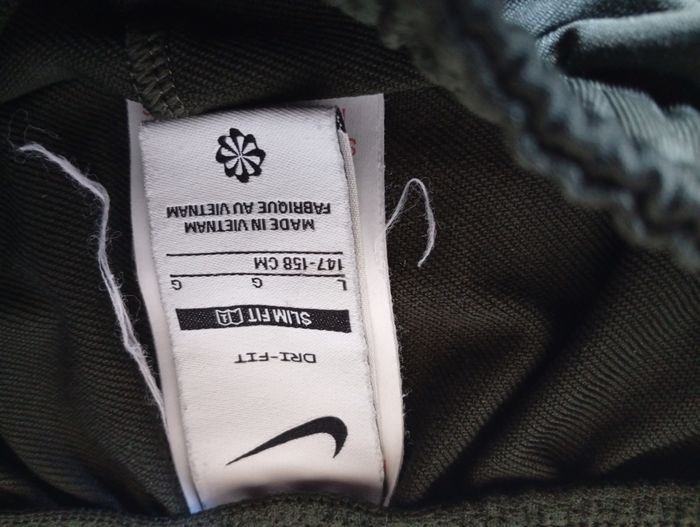 DRI-FIT
SLIM FIT
L G G
147-158 CM
MADE IN VIETNAM
FABRIQUE AU VIETNAM